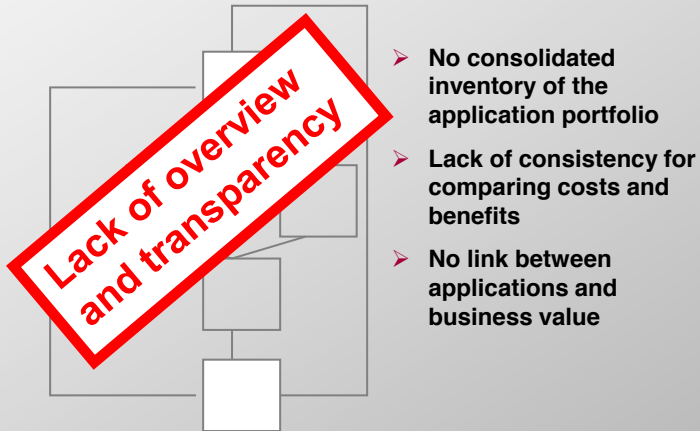 Lack of overview
and transparency
No consolidated
inventory of the
application portfolio
Lack of consistency for
comparing costs and
benefits
No link between
applications and
business value